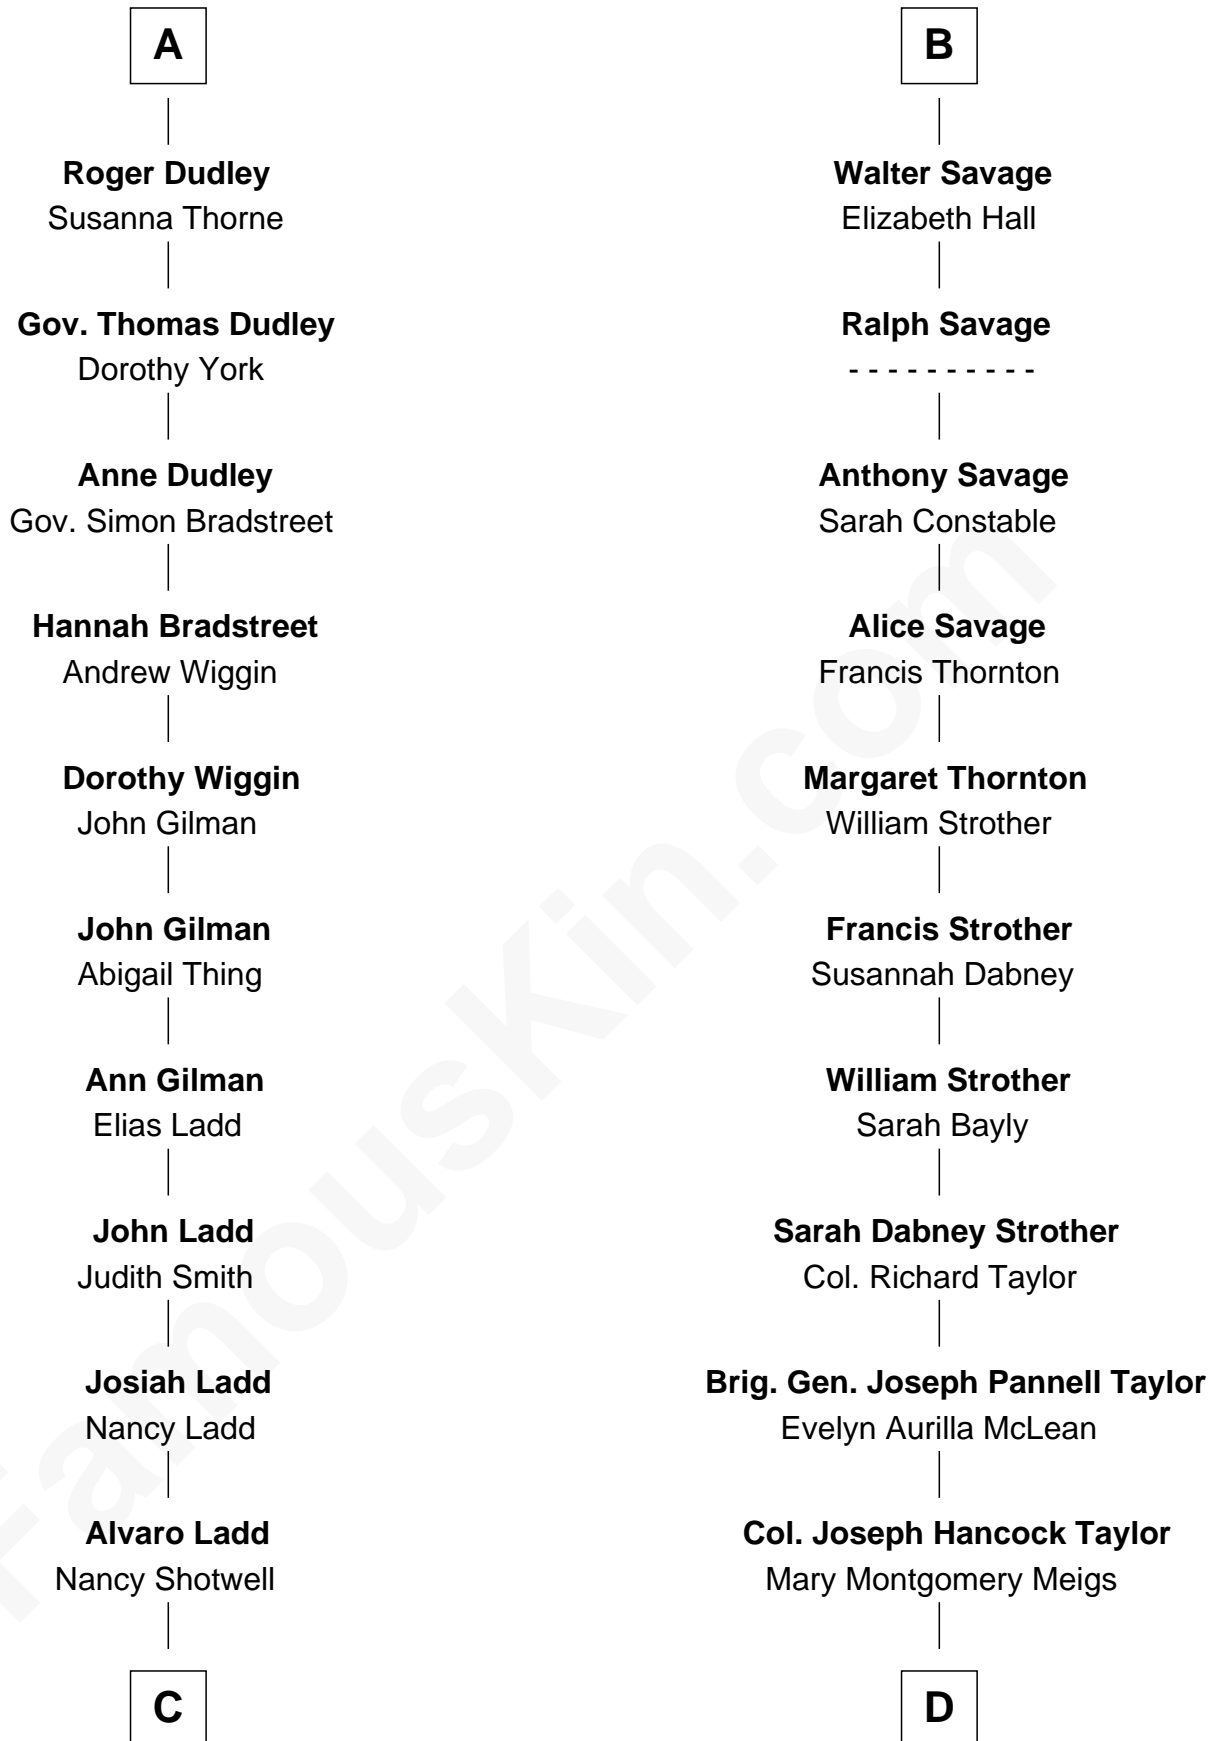 A
Roger Dudley
Susanna Thorne
Gov. Thomas Dudley
Dorothy York
Anne Dudley
Gov. Simon Bradstreet
Hannah Bradstreet
Andrew Wiggin
Dorothy Wiggin
John Gilman
John Gilman
Abigail Thing
Ann Gilman
Elias Ladd
John Ladd
Judith Smith
Josiah Ladd
Nancy Ladd
Alvaro Ladd
Nancy Shotwell
C
B
Walter Savage
Elizabeth Hall
Ralph Savage
- - - - - - - - - -
Anthony Savage
Sarah Constable
Alice Savage
Francis Thornton
Margaret Thornton
William Strother
Francis Strother
Susannah Dabney
William Strother
Sarah Bayly
Sarah Dabney Strother
Col. Richard Taylor
Brig. Gen. Joseph Pannell Taylor
Evelyn Aurilla McLean
Col. Joseph Hancock Taylor
Mary Montgomery Meigs
D
FamousKin.com